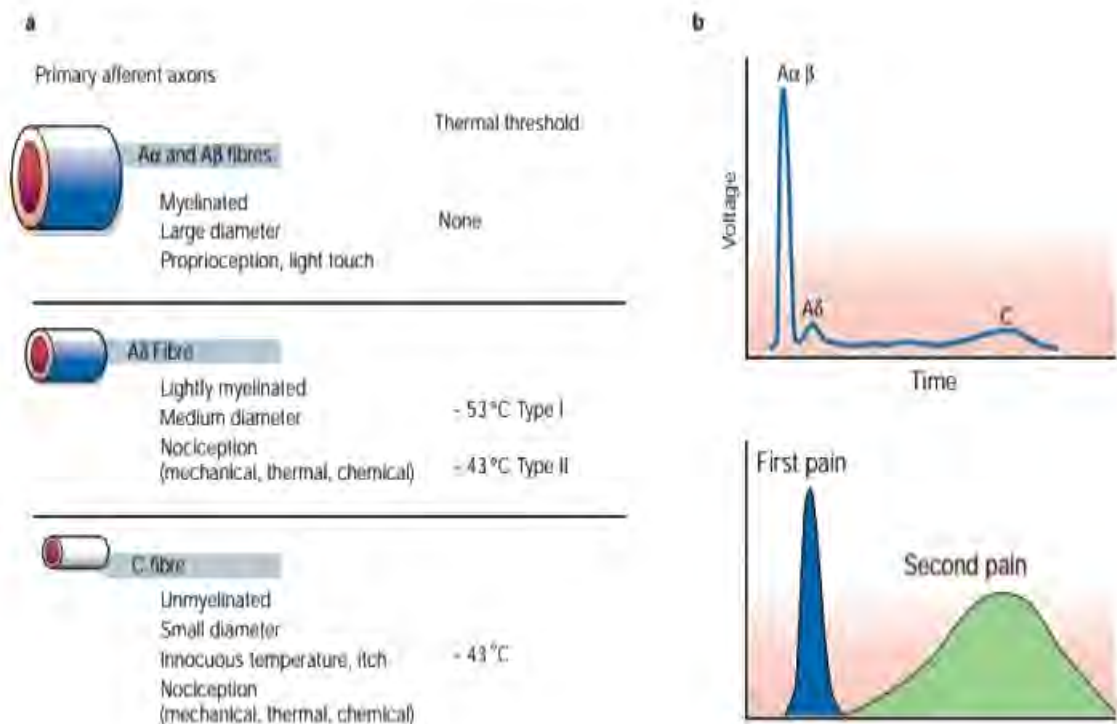 a
Primary afferent axons
Thermal threshold
Aα and Aβ fibres
Myelinated
Large diameter
Proprioception, light touch
None
Aδ Fibre
Lightly myelinated
Medium diameter
Nociception
(mechanical, thermal, chemical)
~ 53 °C Type I
~ 43 °C Type II
C fibre
Unmyelinated
Small diameter
Innocuous temperature, itch
Nociception
(mechanical, thermal, chemical)
~ 43 °C
b
Aα β
Voltage
Aδ
C
Time
First pain
Second pain